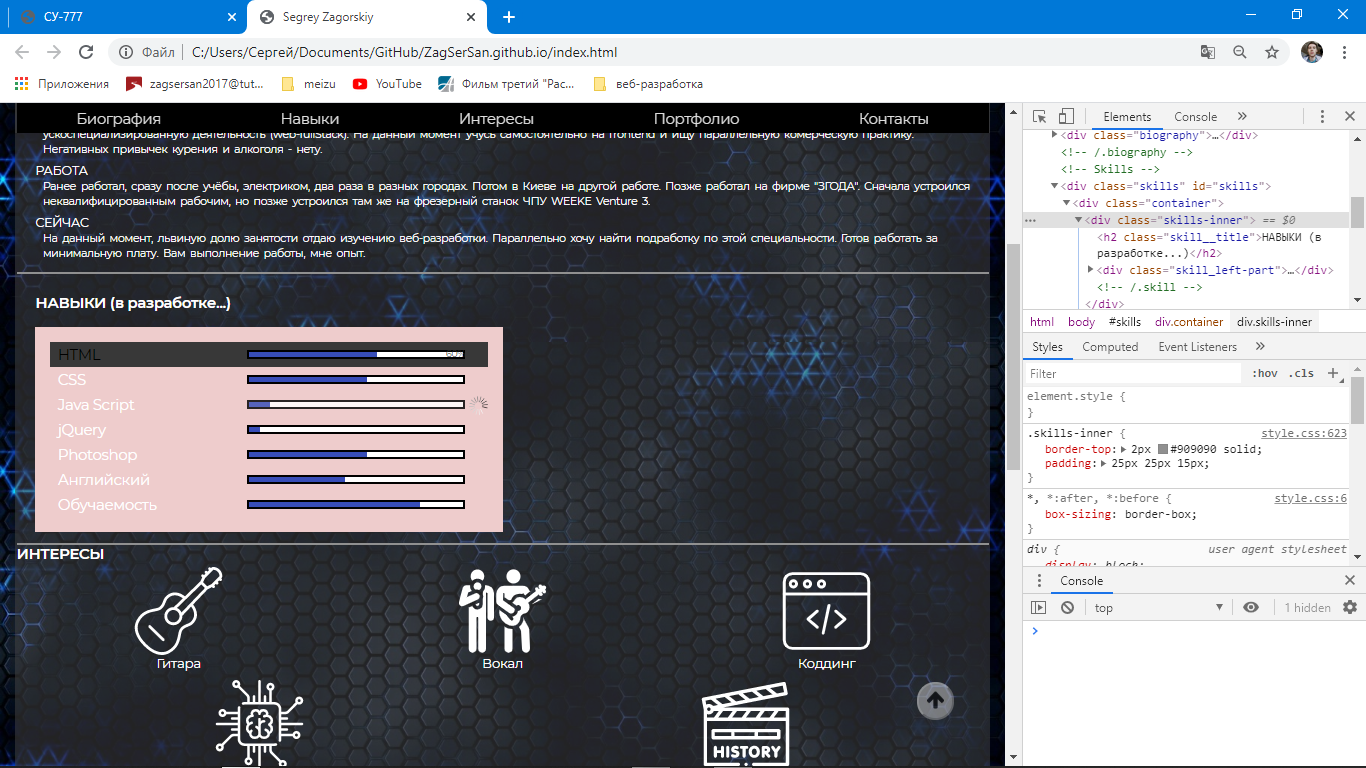 СУ-777
Segrey Zagorskiy
Файл
C:/Users/Сергей/Documents/GitHub/ZagSerSan.github.io/index.html
Приложения
zagsersan2017@tut...
meizu
YouTube
Фильм третий "Рас...
веб-разработка
Биография
Навыки
Интересы
Портфолио
Контакты
ускоспециализированную деятельность (web-fullstack). На данный момент учусь самостоятельно на frontend и ищу параллельную комерческую практику.
Негативных привычек курения и алкоголя - нету.
РАБОТА
Ранее работал, сразу после учёбы, электриком, два раза в разных городах. Потом в Киеве на другой работе. Позже работал на фирме "ЗГОДА". Сначала устроился
неквалифицированным рабочим, но позже устроился там же на фрезерный станок ЧПУ WEEKE Venture 3.
СЕЙЧАС
На данный момент, львиную долю занятости отдаю изучению веб-разработки. Параллельно хочу найти подработку по этой специальности. Готов работать за
минимальную плату. Вам выполнение работы, мне опыт.
НАВЫКИ (в разработке...)
HTML
60%
CSS
Java Script
jQuery
Photoshop
Английский
Обучаемость
ИНТЕРЕСЫ
Гитара
Вокал
Коддинг
HISTORY
Elements
Console
<div class="biography">…</div>
<!-- /.biography -->
<!-- Skills -->
<div class="skills" id="skills">
<div class="container">
<div class="skills-inner"> == $0
<h2 class="skill__title">НАВЫКИ (в
разработке...)</h2>
<div class="skill_left-part">…</div>
<!-- /.skill -->
</div>
html
body
#skills
div.container
div.skills-inner
Styles
Computed
Event Listeners
Filter
:hov
.cls
element.style {
}
.skills-inner {
style.css:623
border-top: 2px #909090 solid;
padding: 25px 25px 15px;
}
*, *:after, *:before {
style.css:6
box-sizing: border-box;
}
div {
user agent stylesheet
display: block;
Console
top
1 hidden